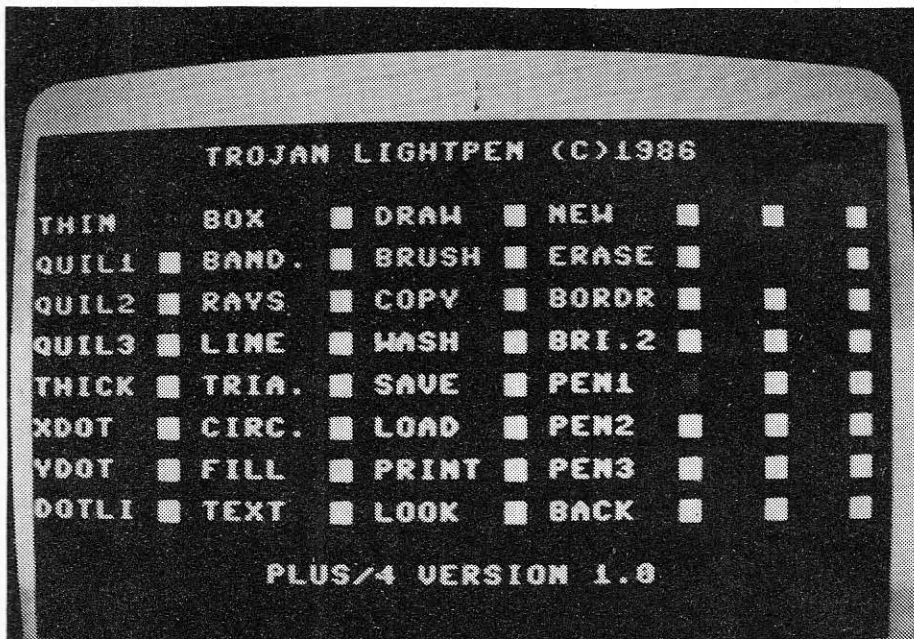 TROJAN LIGHTPEN (C)1986
THIN BOX DRAW NEW
QUIL1 BAND. BRUSH ERASE
QUIL2 RAYS COPY BORDR
QUIL3 LINE WASH BRI.2
THICK TRIA. SAVE PEN1
XDOT CIRC. LOAD PEN2
YDOT FILL PRINT PEN3
DOTLI TEXT LOOK BACK
PLUS/4 VERSION 1.0